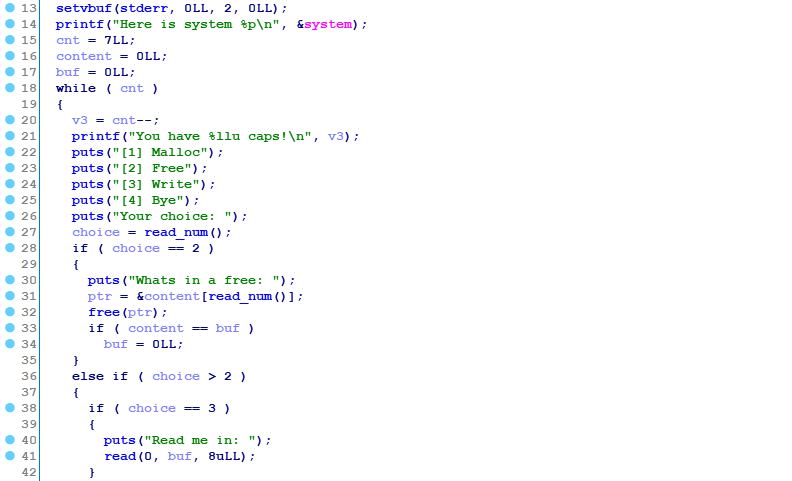 13 setvbuf(stderr, 0LL, 2, 0LL);
14 printf("Here is system %p\n", &system);
15 cnt = 7LL;
16 content = 0LL;
17 buf = 0LL;
18 while ( cnt )
19 {
20 v3 = cnt--;
21 printf("You have %llu caps!\n", v3);
22 puts("[1] Malloc");
23 puts("[2] Free");
24 puts("[3] Write");
25 puts("[4] Bye");
26 puts("Your choice: ");
27 choice = read_num();
28 if ( choice == 2 )
29 {
30 puts("Whats in a free: ");
31 ptr = &content[read_num()];
32 free(ptr);
33 if ( content == buf )
34 buf = 0LL;
35 }
36 else if ( choice > 2 )
37 {
38 if ( choice == 3 )
39 {
40 puts("Read me in: ");
41 read(0, buf, 8uLL);
42 }